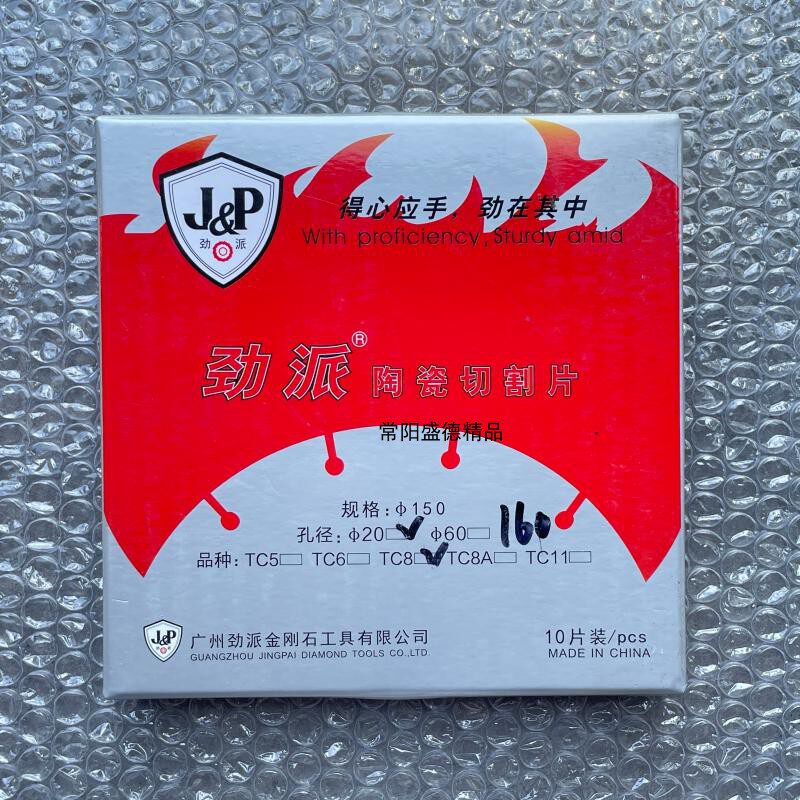 J&P
劲派
得心应手，劲在其中
With proficiency, Sturdy amid
劲派® 陶瓷切割片
常阳盛德精品
规格:φ150
孔径:φ20□✓ φ60□ 160
品种:TC5□ TC6□ TC8□✓ TC8A□ TC11□
J&P 广州劲派金刚石工具有限公司
GUANGZHOU JINGPAI DIAMOND TOOLS CO.,LTD.
10片装/pcs
MADE IN CHINA